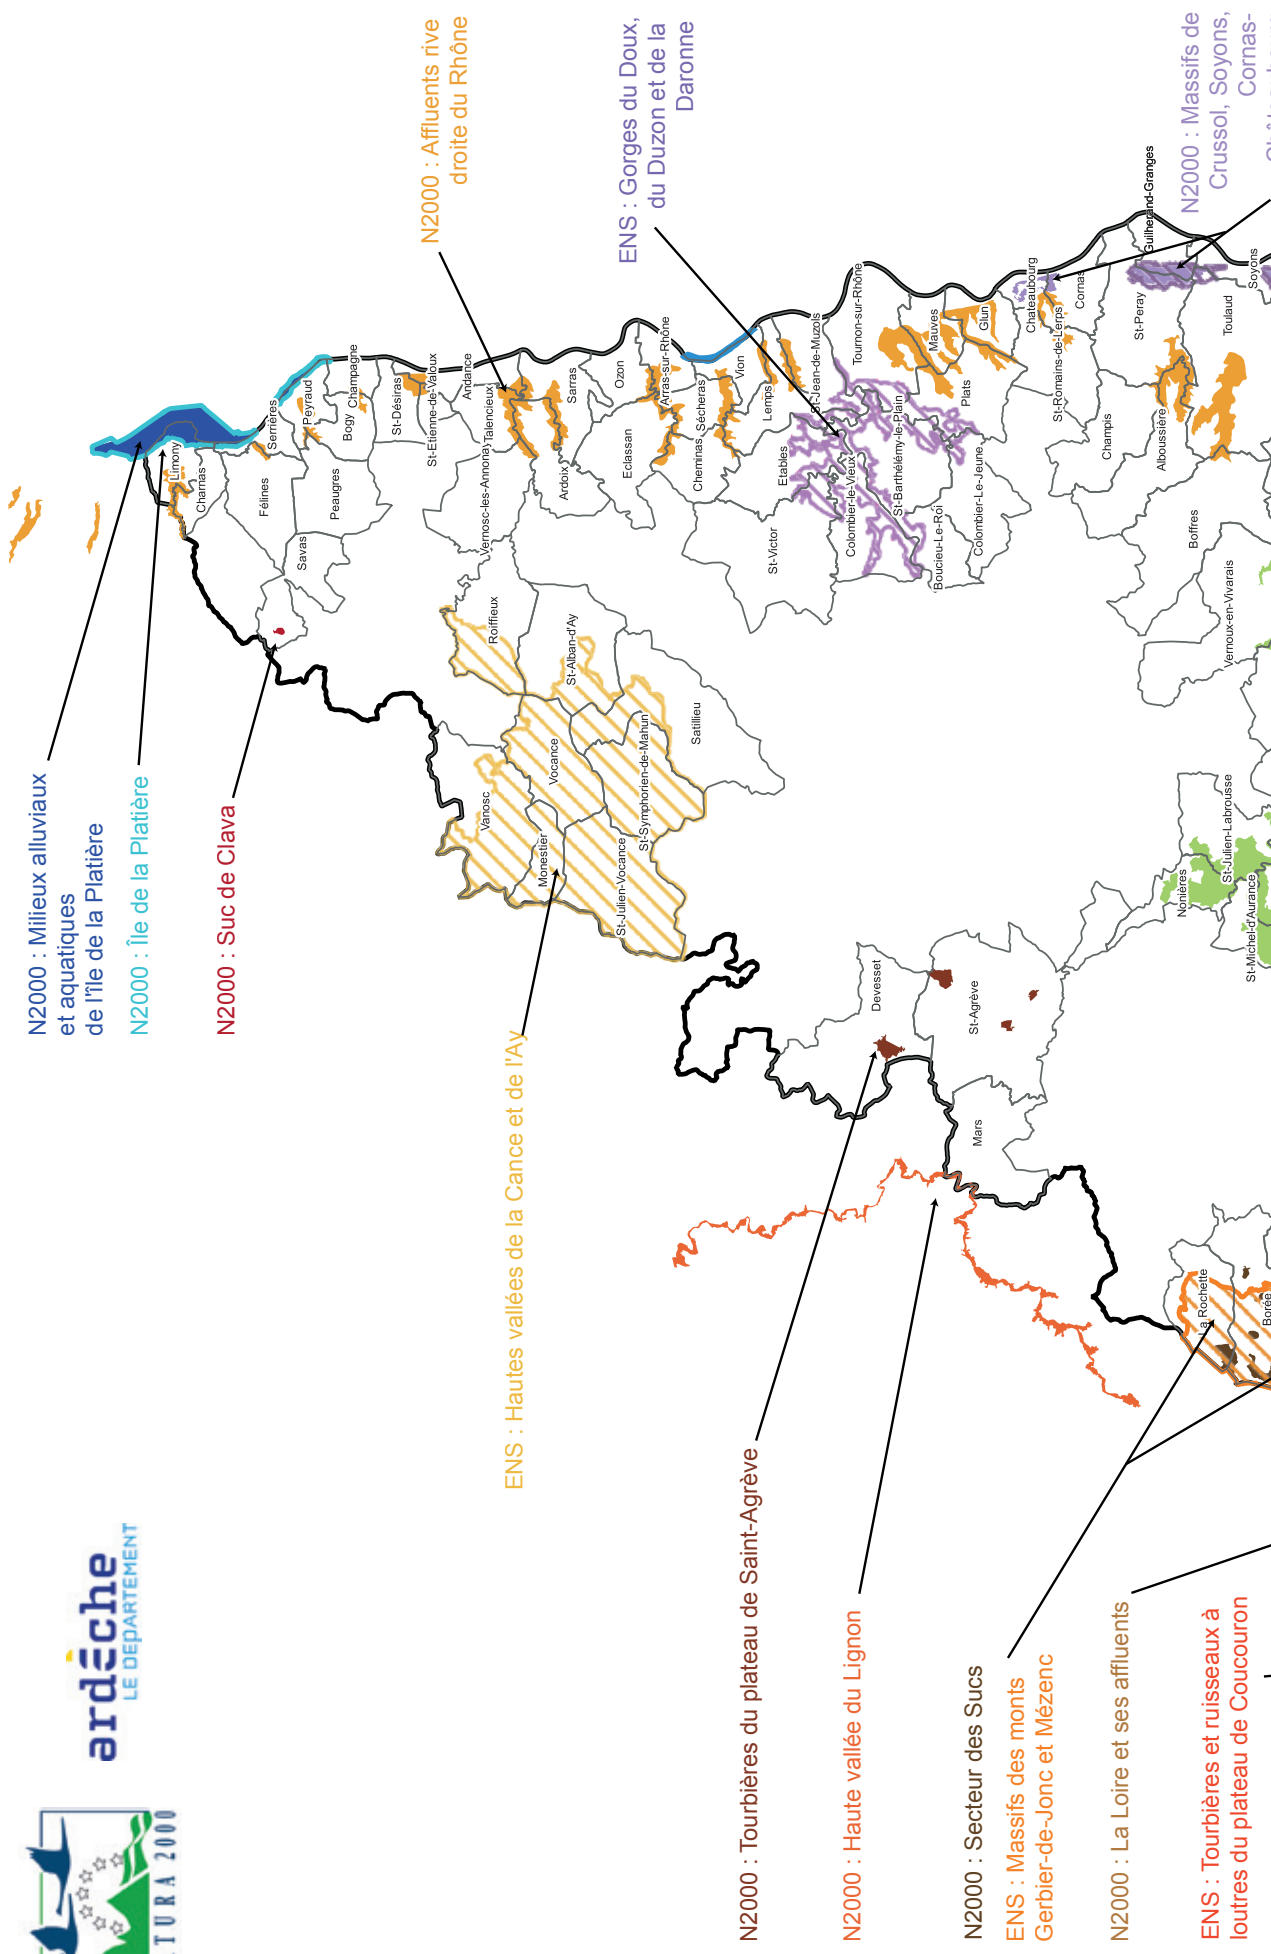 NATURA 2000
ardèche
LE DEPARTEMENT
N2000 : Milieux alluviaux
et aquatiques
de l'île de la Platière
N2000 : Île de la Platière
N2000 : Suc de Clava
ENS : Hautes vallées de la Cance et de l'Ay
N2000 : Tourbières du plateau de Saint-Agrève
N2000 : Haute vallée du Lignon
N2000 : Secteur des Sucs
ENS : Massifs des monts
Gerbier-de-Jonc et Mézenc
N2000 : La Loire et ses affluents
ENS : Tourbières et ruisseaux à
loutres du plateau de Coucouron
N2000 : Affluents rive
droite du Rhône
ENS : Gorges du Doux,
du Duzon et de la
Daronne
N2000 : Massifs de
Crussol, Soyons,
Cornas-
Limony
Charnas
Serrières
Félines
Peyraud
Savas
Peaugres
Bogy
Champagne
St-Désiras
St-Etienne-de-Valoux
Andance
Talencieux
Vernosc-les-Annonay
Roiffieux
Vanosc
Monestier
Vocance
St-Alban-d'Ay
Ardoix
Sarras
Ozon
Eclassan
Arras-sur-Rhône
St-Julien-Vocance
St-Symphorien-de-Mahun
Satillieu
Cheminas
Sécheras
Vion
Lemps
St-Victor
Etables
St-Jean-de-Muzols
Colombier-le-Vieux
Tournon-sur-Rhône
St-Barthélémy-le-Plain
Boucieu-Le-Roi
Mauves
Plats
Glun
Colombier-Le-Jeune
Devesset
St-Agrève
Mars
Chateaubourg
St-Romains-de-Lerps
Cornas
Champis
St-Peray
Guilherand-Granges
Alboussière
Boffres
Toulaud
Soyons
Vernoux-en-Vivarais
Nonières
St-Julien-Labrousse
St-Michel-d'Aurance
La Rochette
Borée